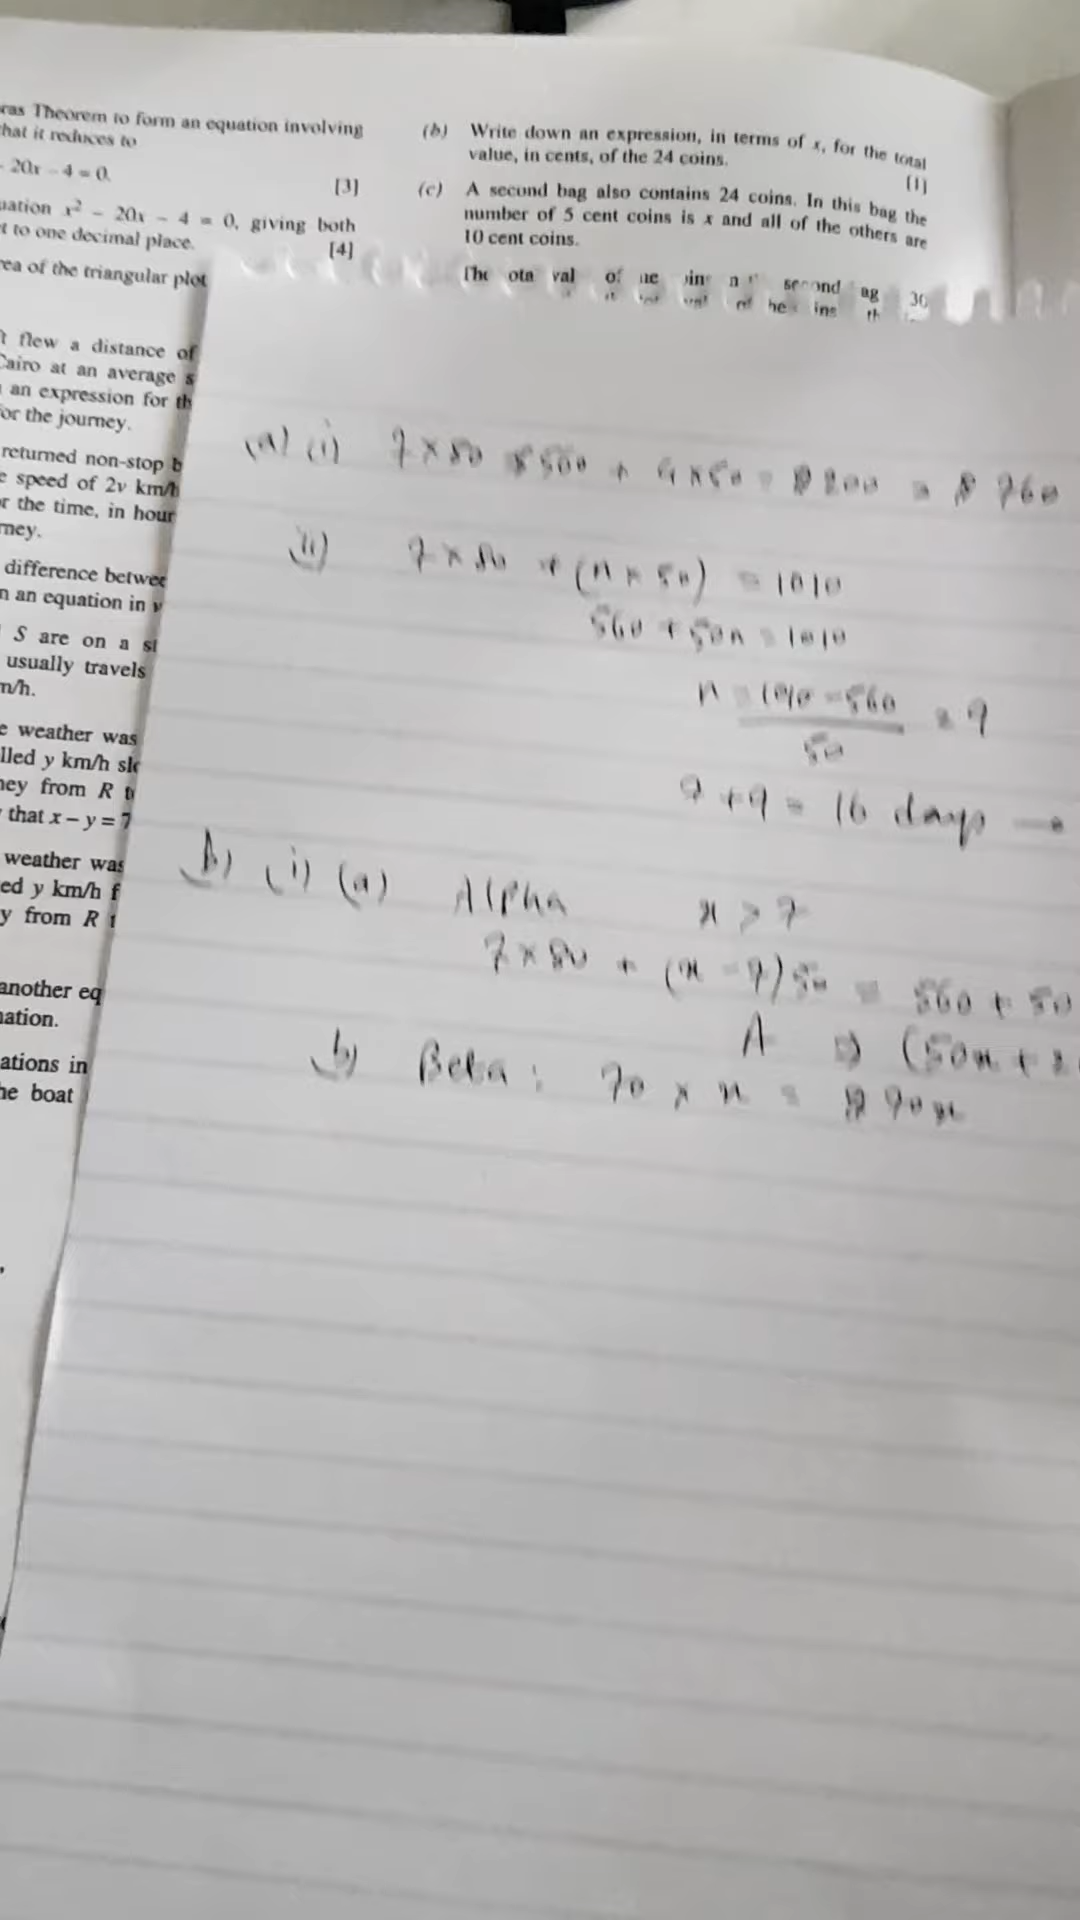 Theorem to form an equation involving
that it reduces to
- 20x - 4 = 0.
[3]
equation x² - 20x - 4 = 0, giving both
to one decimal place.
[4]
area of the triangular plot
flew a distance of
Cairo at an average s
an expression for th
for the journey.
returned non-stop b
speed of 2v km/h
the time, in hour
difference betwee
an equation in v
S are on a st
usually travels
m/h.
weather was
lled y km/h slo
ney from R t
that x – y = 7
weather was
ed y km/h f
y from R t
another eq
ations in
he boat
(b) Write down an expression, in terms of x, for the total
value, in cents, of the 24 coins.
[1]
(c) A second bag also contains 24 coins. In this bag the
number of 5 cent coins is x and all of the others are
10 cent coins.
(a) (i) 7 × 80 $560 + 4 × 50 = $200 = $760
ii) 7 × 80 + (n × 50) = 1010
560 + 50n = 1010
n = 1010 - 560 = 9
50
7 + 9 = 16 days →
b) (i) (a) Alpha x > 7
7 × 80 + (x - 7) 50 = 560 + 50
A ⇒ (50x + 2
b) Beta : 70 × x = $70x